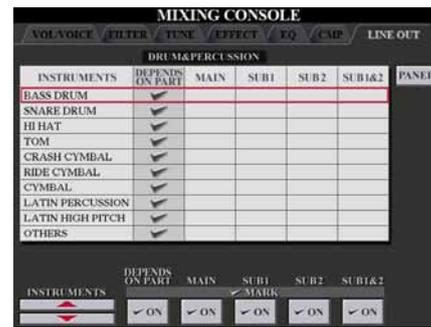 MIXING CONSOLE
VOL/VOICE FILTER TUNE EFFECT EQ CMP LINE OUT
DRUM&PERCUSSION
INSTRUMENTS DEPENDS ON PART MAIN SUB1 SUB2 SUB1&2 PANEL
BASS DRUM
SNARE DRUM
HI HAT
TOM
CRASH CYMBAL
RIDE CYMBAL
CYMBAL
LATIN PERCUSSION
LATIN HIGH PITCH
OTHERS
INSTRUMENTS DEPENDS ON PART MAIN SUB1 SUB2 SUB1&2
MARK
ON ON ON ON ON